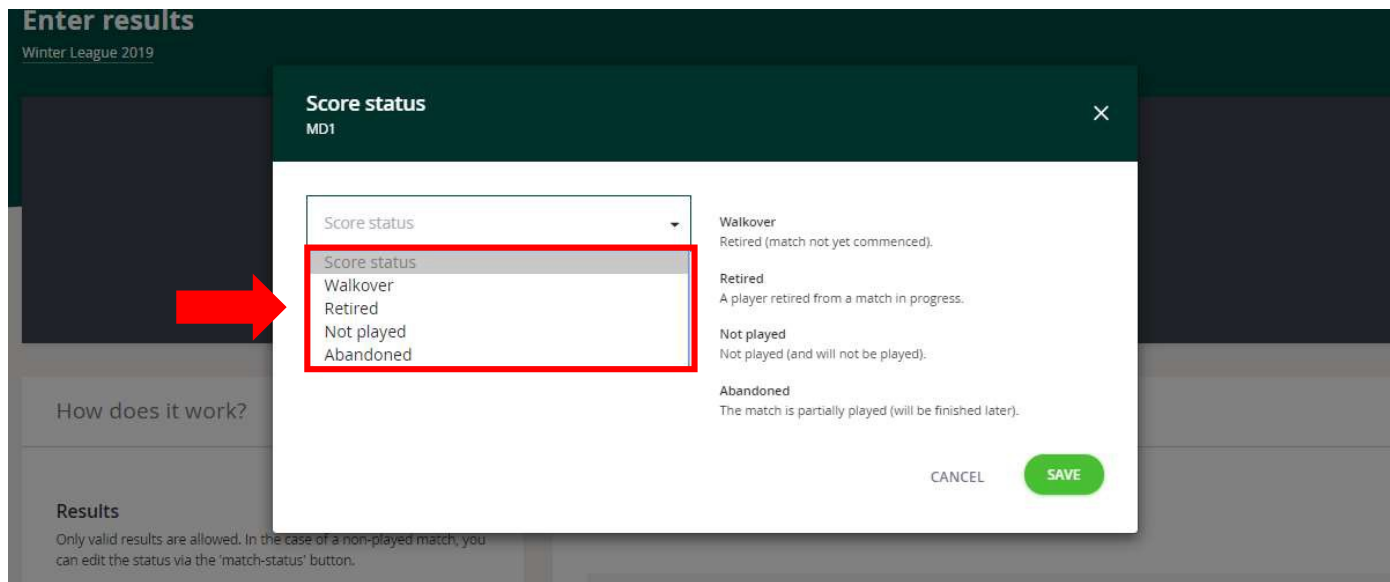 Enter results
Winter League 2019
Score status
MD1
Score status
Score status
Walkover
Retired
Not played
Abandoned
Walkover
Retired (match not yet commenced).
Retired
A player retired from a match in progress.
Not played
Not played (and will not be played).
Abandoned
The match is partially played (will be finished later).
CANCEL
SAVE
How does it work?
Results
Only valid results are allowed. In the case of a non-played match, you
can edit the status via the 'match-status' button.